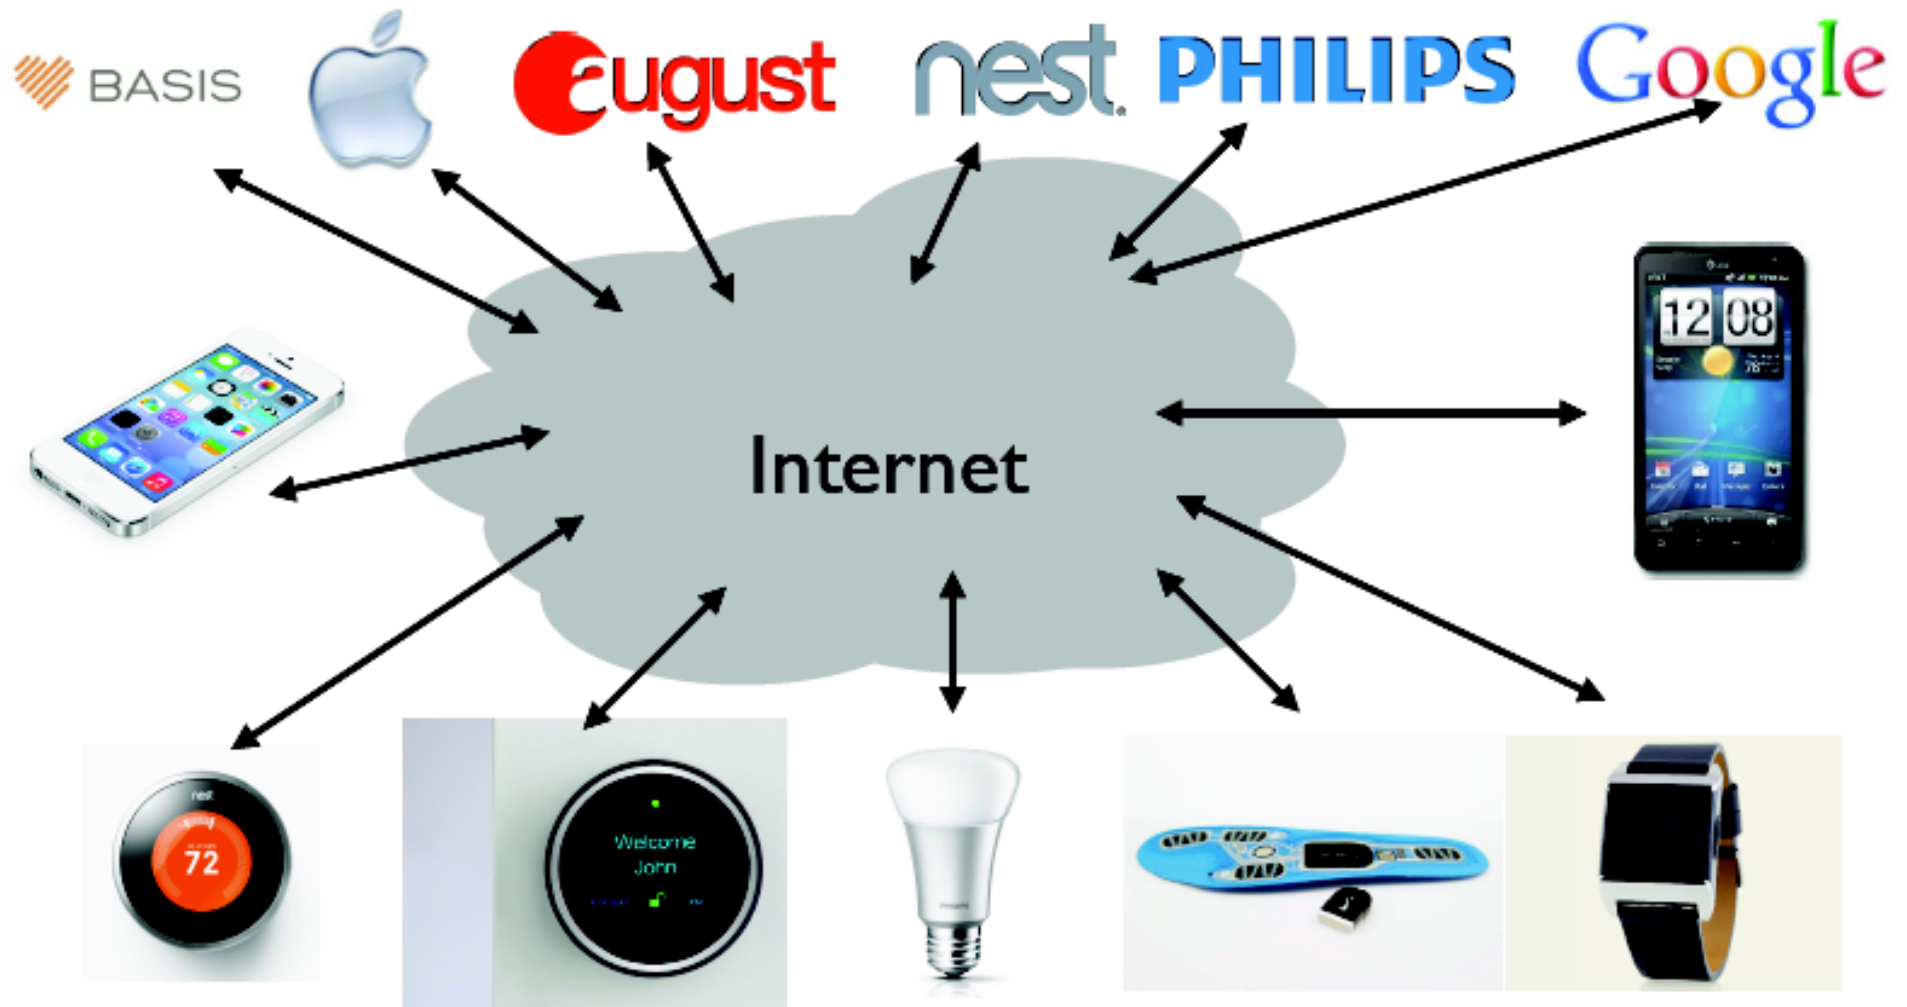 BASIS
august
nest
PHILIPS
Google
12 08
Internet
nest
72
Welcome
John